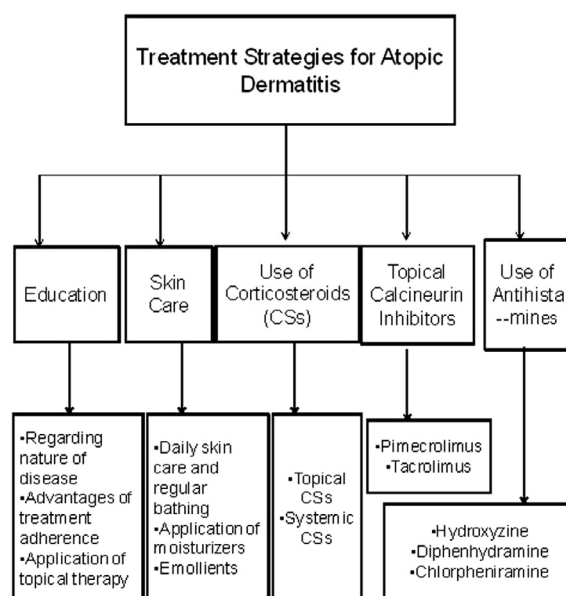 Treatment Strategies for Atopic
Dermatitis
Education
Skin
Care
Use of
Corticosteroids
(CSs)
Topical
Calcineurin
Inhibitors
Use of
Antihista
--mines
▪Regarding
nature of
disease
▪Advantages of
treatment
adherence
▪Application of
topical therapy
▪Daily skin
care and
regular
bathing
▪Application of
moisturizers
▪Emollients
▪Topical
CSs
▪Systemic
CSs
▪Pimecrolimus
▪Tacrolimus
▪Hydroxyzine
▪Diphenhydramine
▪Chlorpheniramine